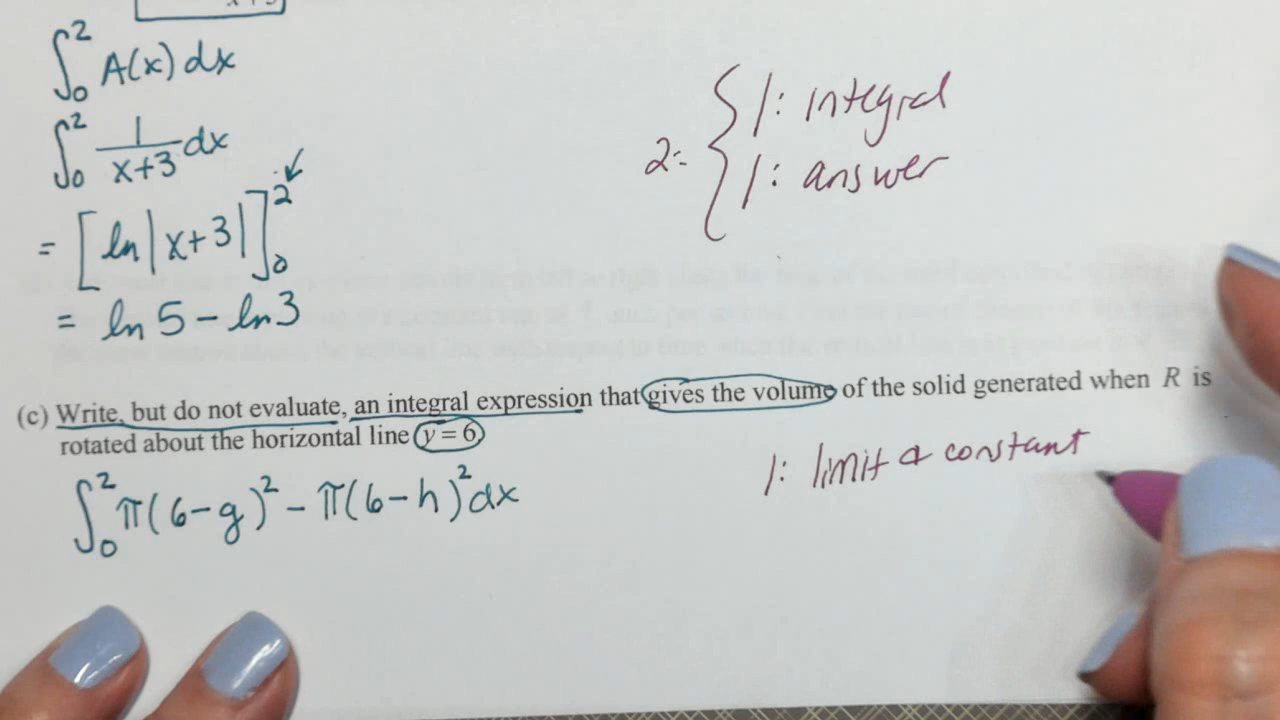 ∫₀² A(x) dx
∫₀² 1/(x+3) dx
= [ln|x+3|]₀²
= ln 5 - ln 3
2: { 1: integral
1: answer
(c) Write, but do not evaluate, an integral expression that gives the volume of the solid generated when R is
rotated about the horizontal line y = 6.
∫₀² π(6-g)² - π(6-h)² dx
1: limit & constant